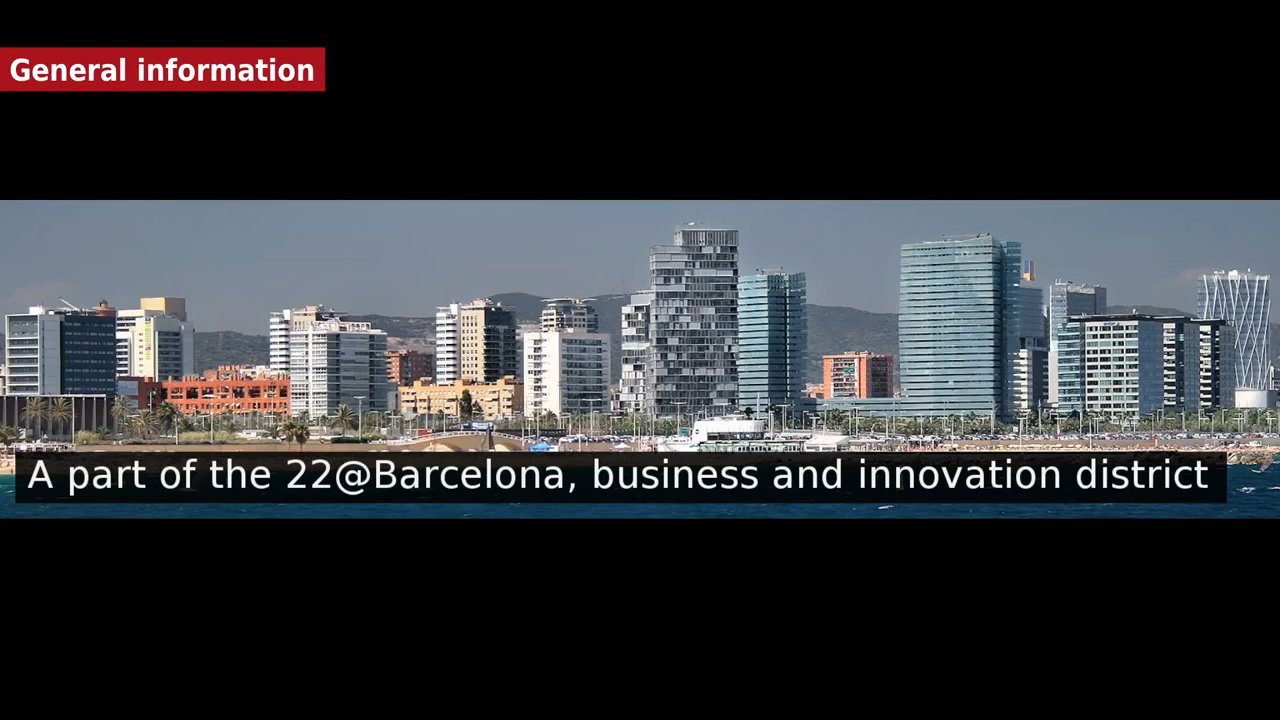 General information
A part of the 22@Barcelona, business and innovation district